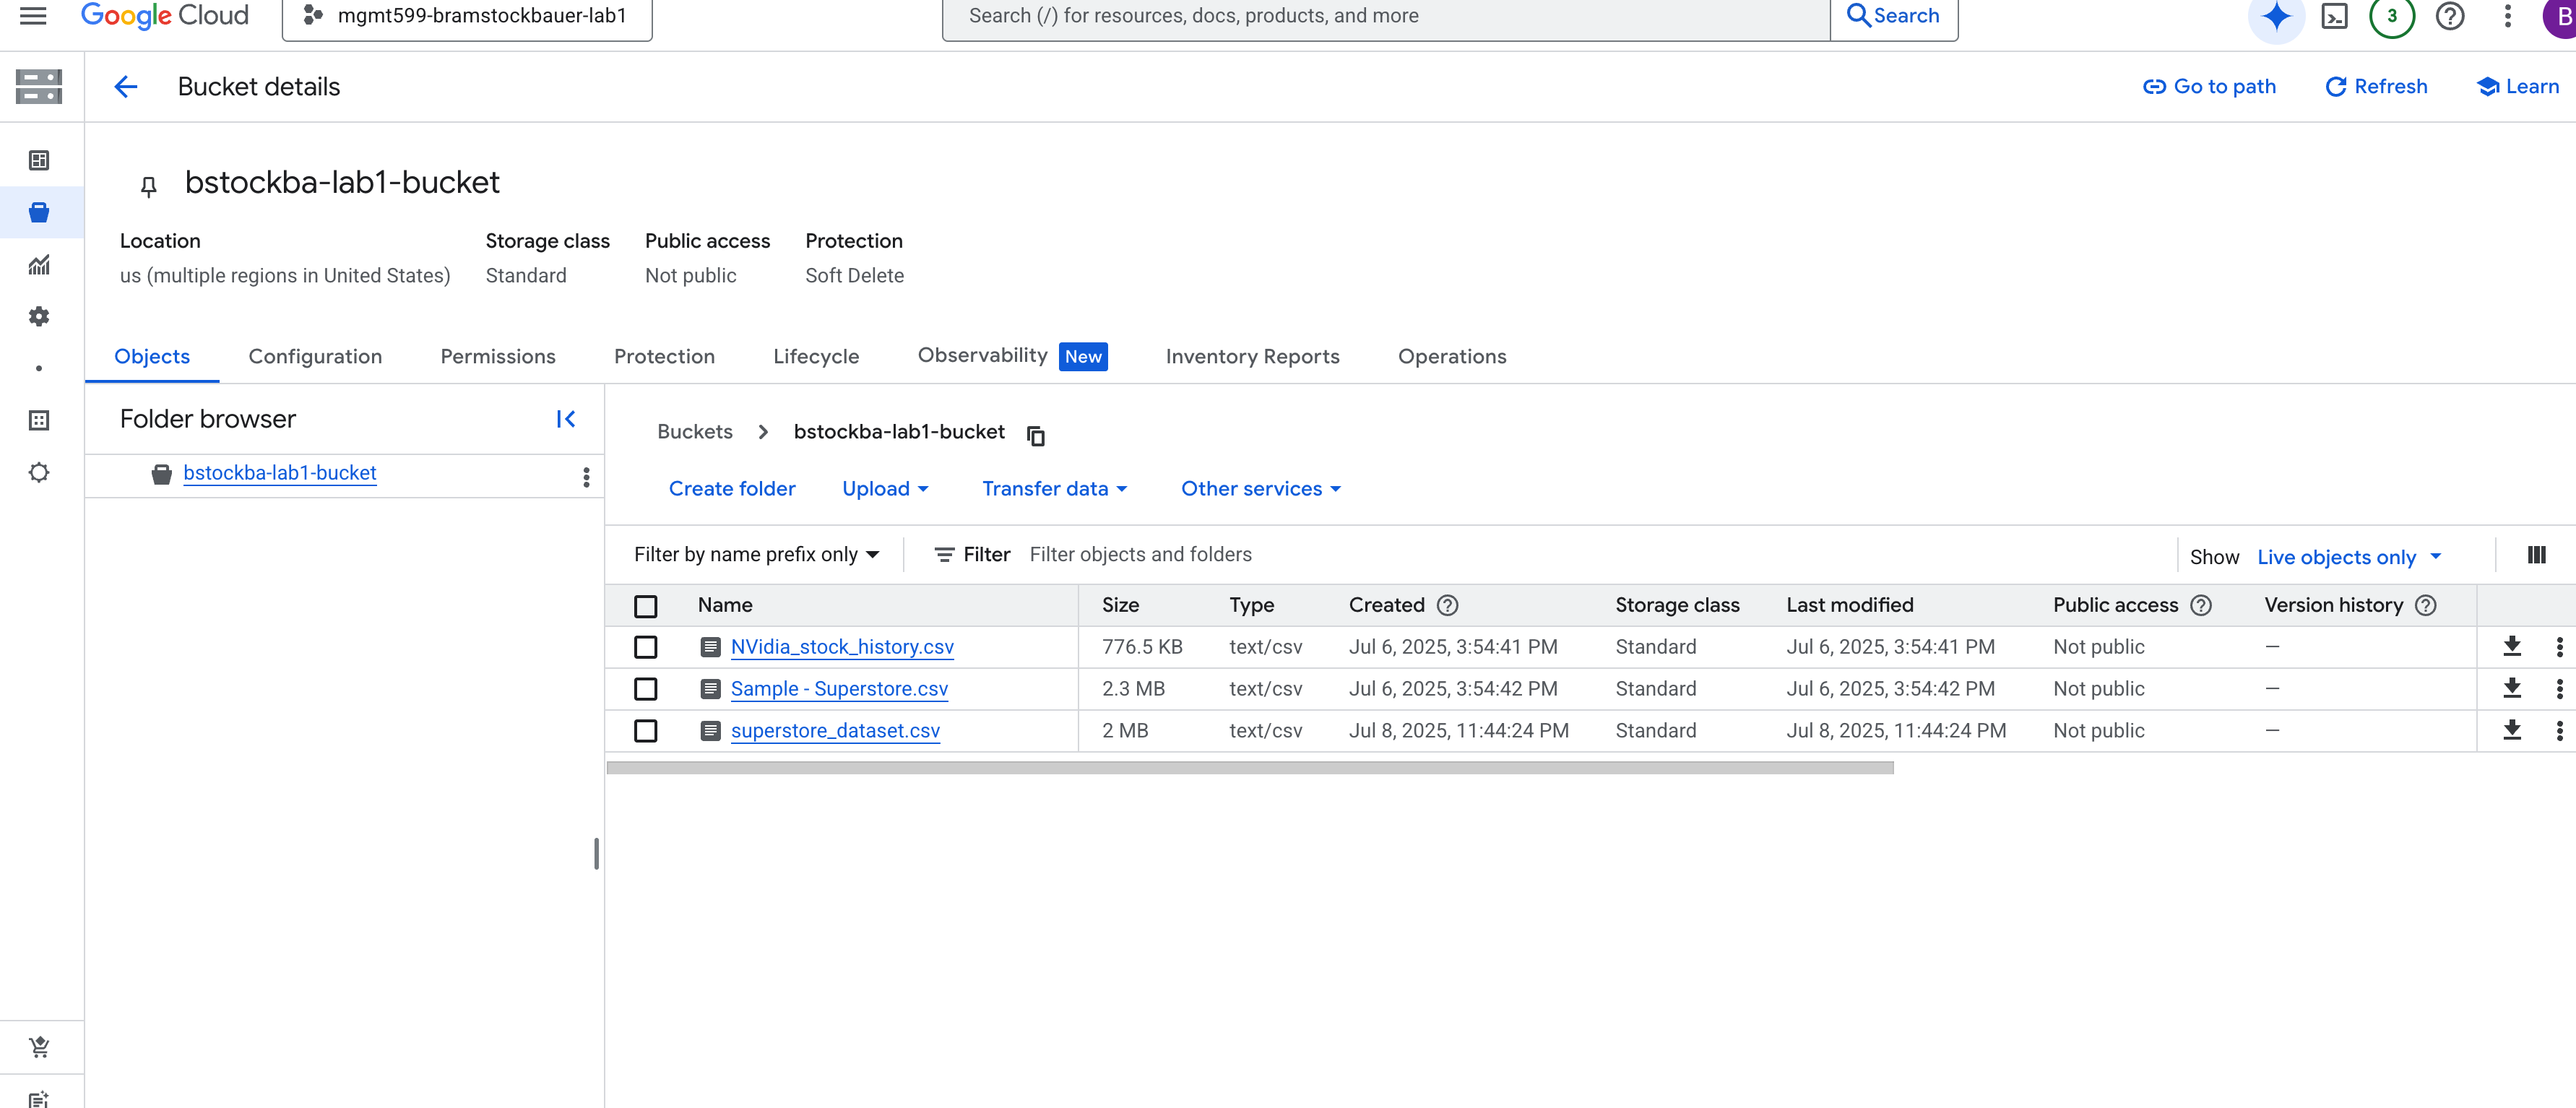 Google Cloud
mgmt599-bramstockbauer-lab1
Search (/) for resources, docs, products, and more
Search
3
B
Bucket details
Go to path
Refresh
Learn
bstockba-lab1-bucket
Location Storage class Public access Protection
us (multiple regions in United States) Standard Not public Soft Delete
Objects Configuration Permissions Protection Lifecycle Observability New Inventory Reports Operations
Folder browser
bstockba-lab1-bucket
Buckets > bstockba-lab1-bucket
Create folder Upload Transfer data Other services
Filter by name prefix only Filter Filter objects and folders Show Live objects only
Name Size Type Created Storage class Last modified Public access Version history
NVidia_stock_history.csv 776.5 KB text/csv Jul 6, 2025, 3:54:41 PM Standard Jul 6, 2025, 3:54:41 PM Not public —
Sample - Superstore.csv 2.3 MB text/csv Jul 6, 2025, 3:54:42 PM Standard Jul 6, 2025, 3:54:42 PM Not public —
superstore_dataset.csv 2 MB text/csv Jul 8, 2025, 11:44:24 PM Standard Jul 8, 2025, 11:44:24 PM Not public —